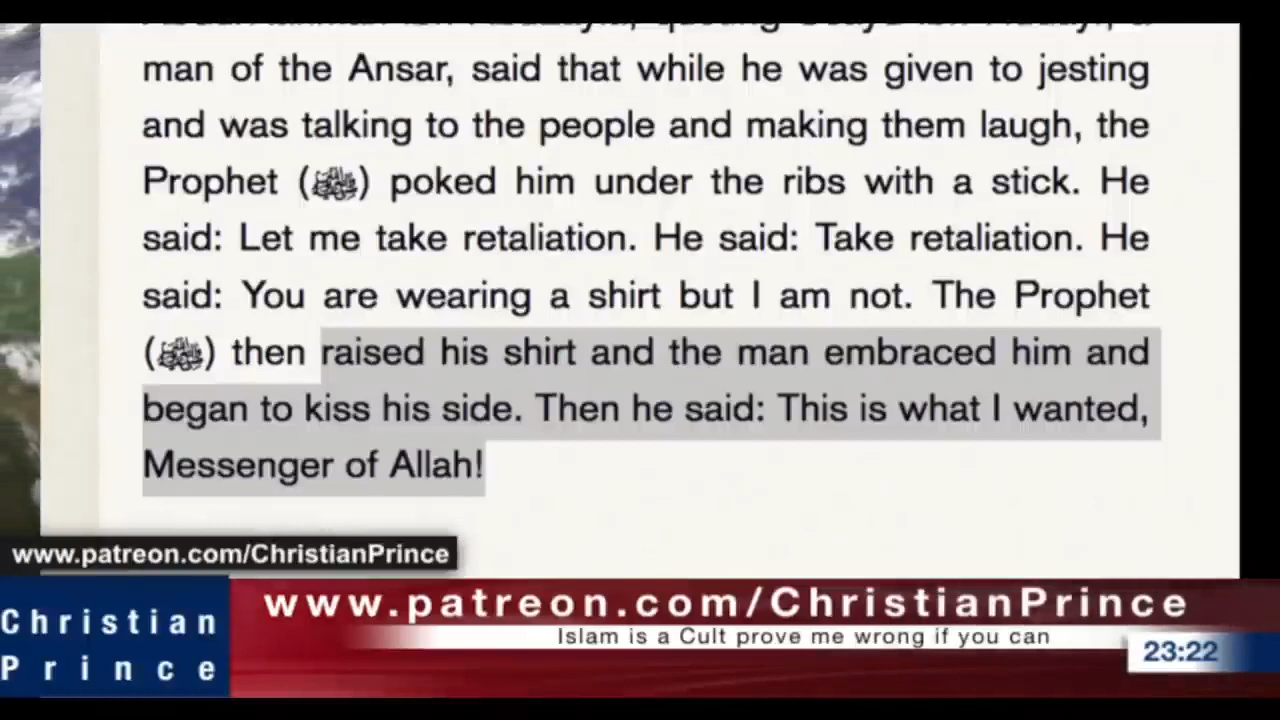 man of the Ansar, said that while he was given to jesting
and was talking to the people and making them laugh, the
Prophet (ﷺ) poked him under the ribs with a stick. He
said: Let me take retaliation. He said: Take retaliation. He
said: You are wearing a shirt but I am not. The Prophet
(ﷺ) then raised his shirt and the man embraced him and
began to kiss his side. Then he said: This is what I wanted,
Messenger of Allah!
www.patreon.com/ChristianPrince
www.patreon.com/ChristianPrince
Islam is a Cult prove me wrong if you can
Christian
Prince
23:22